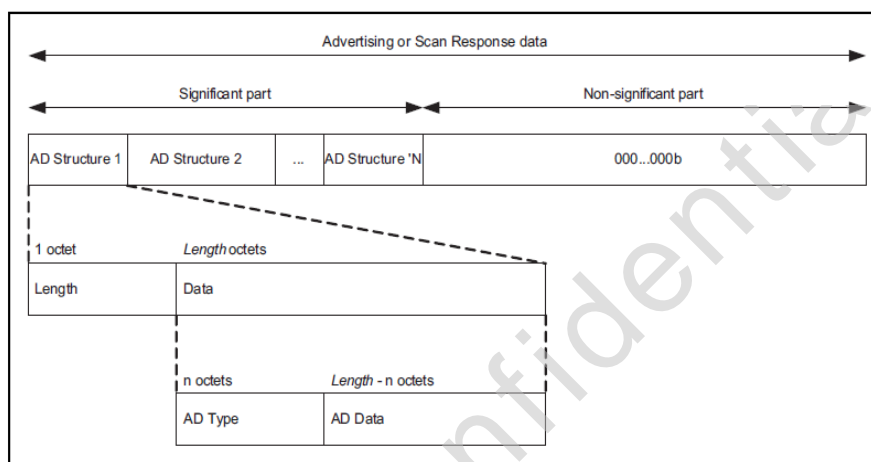 Advertising or Scan Response data
Significant part Non-significant part
AD Structure 1 AD Structure 2 ... AD Structure 'N 000...000b
1 octet Length octets
Length Data
n octets Length - n octets
AD Type AD Data
nfidentia